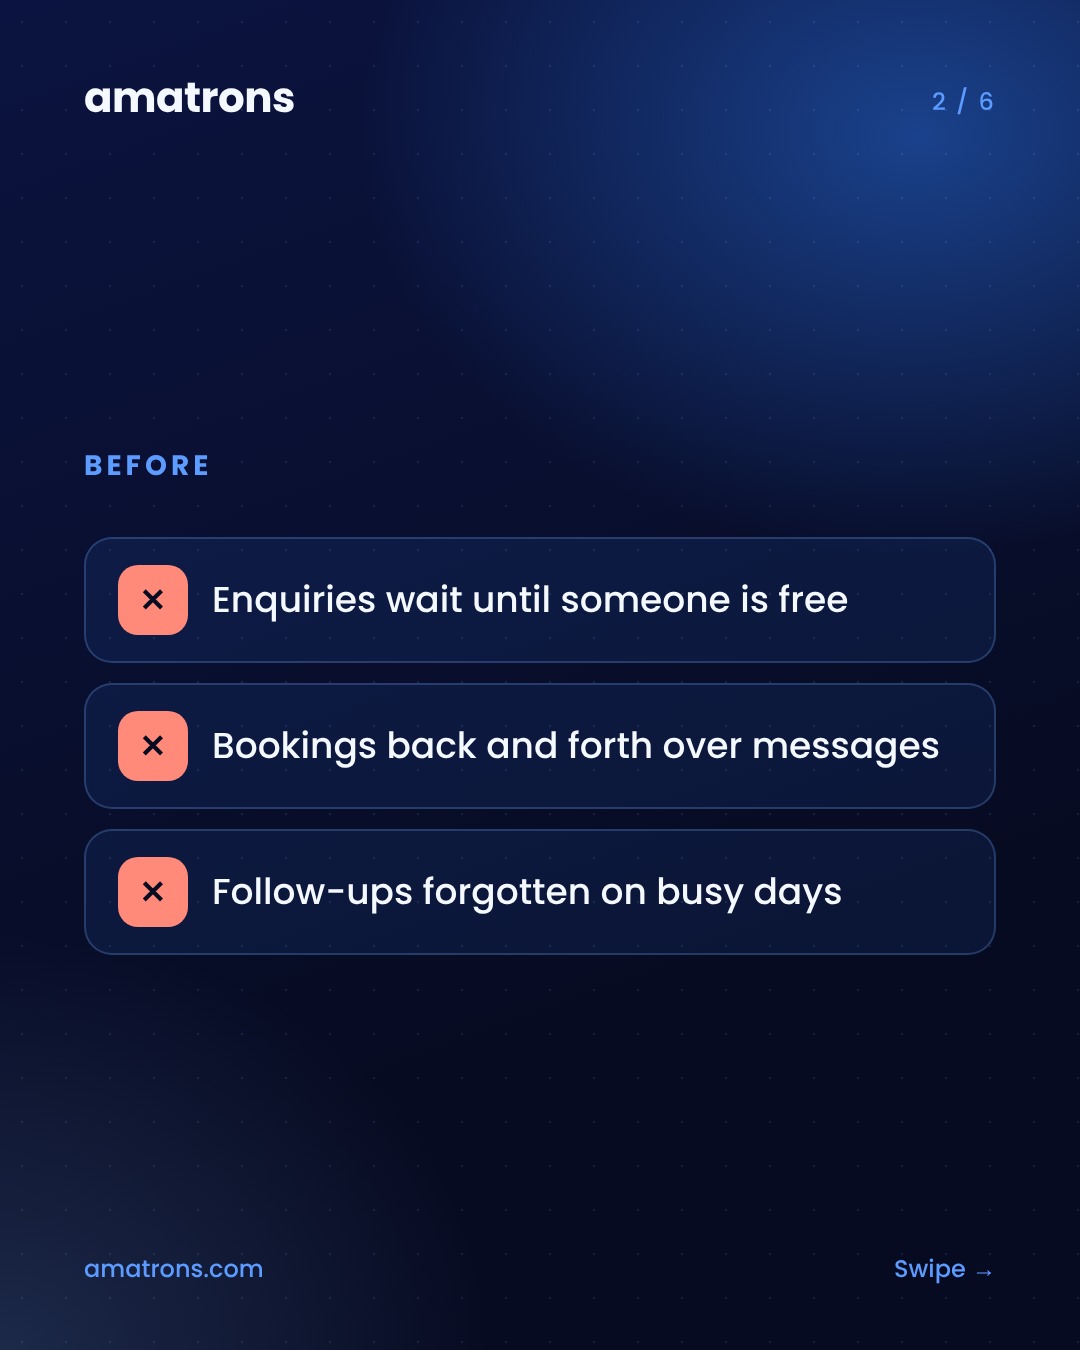 amatrons
2 / 6
BEFORE
✕ Enquiries wait until someone is free
✕ Bookings back and forth over messages
✕ Follow-ups forgotten on busy days
amatrons.com
Swipe →